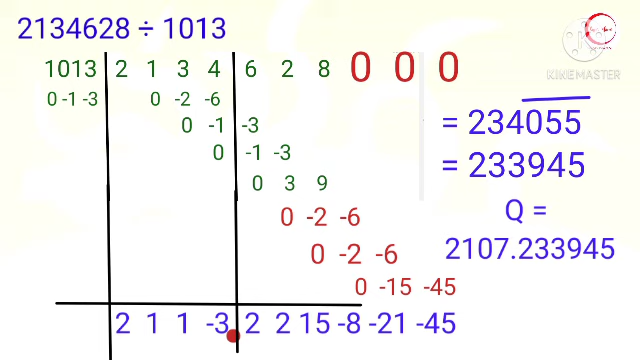 2134628 ÷ 1013
1013 2 1 3 4 6 2 8 0 0 0
KINEMASTER
0 -1 -3 0 -2 -6
0 -1 -3
= 234055
0 -1 -3
= 233945
0 3 9
0 -2 -6
Q =
0 -2 -6
2107.233945
0 -15 -45
2 1 1 -3 2 2 15 -8 -21 -45